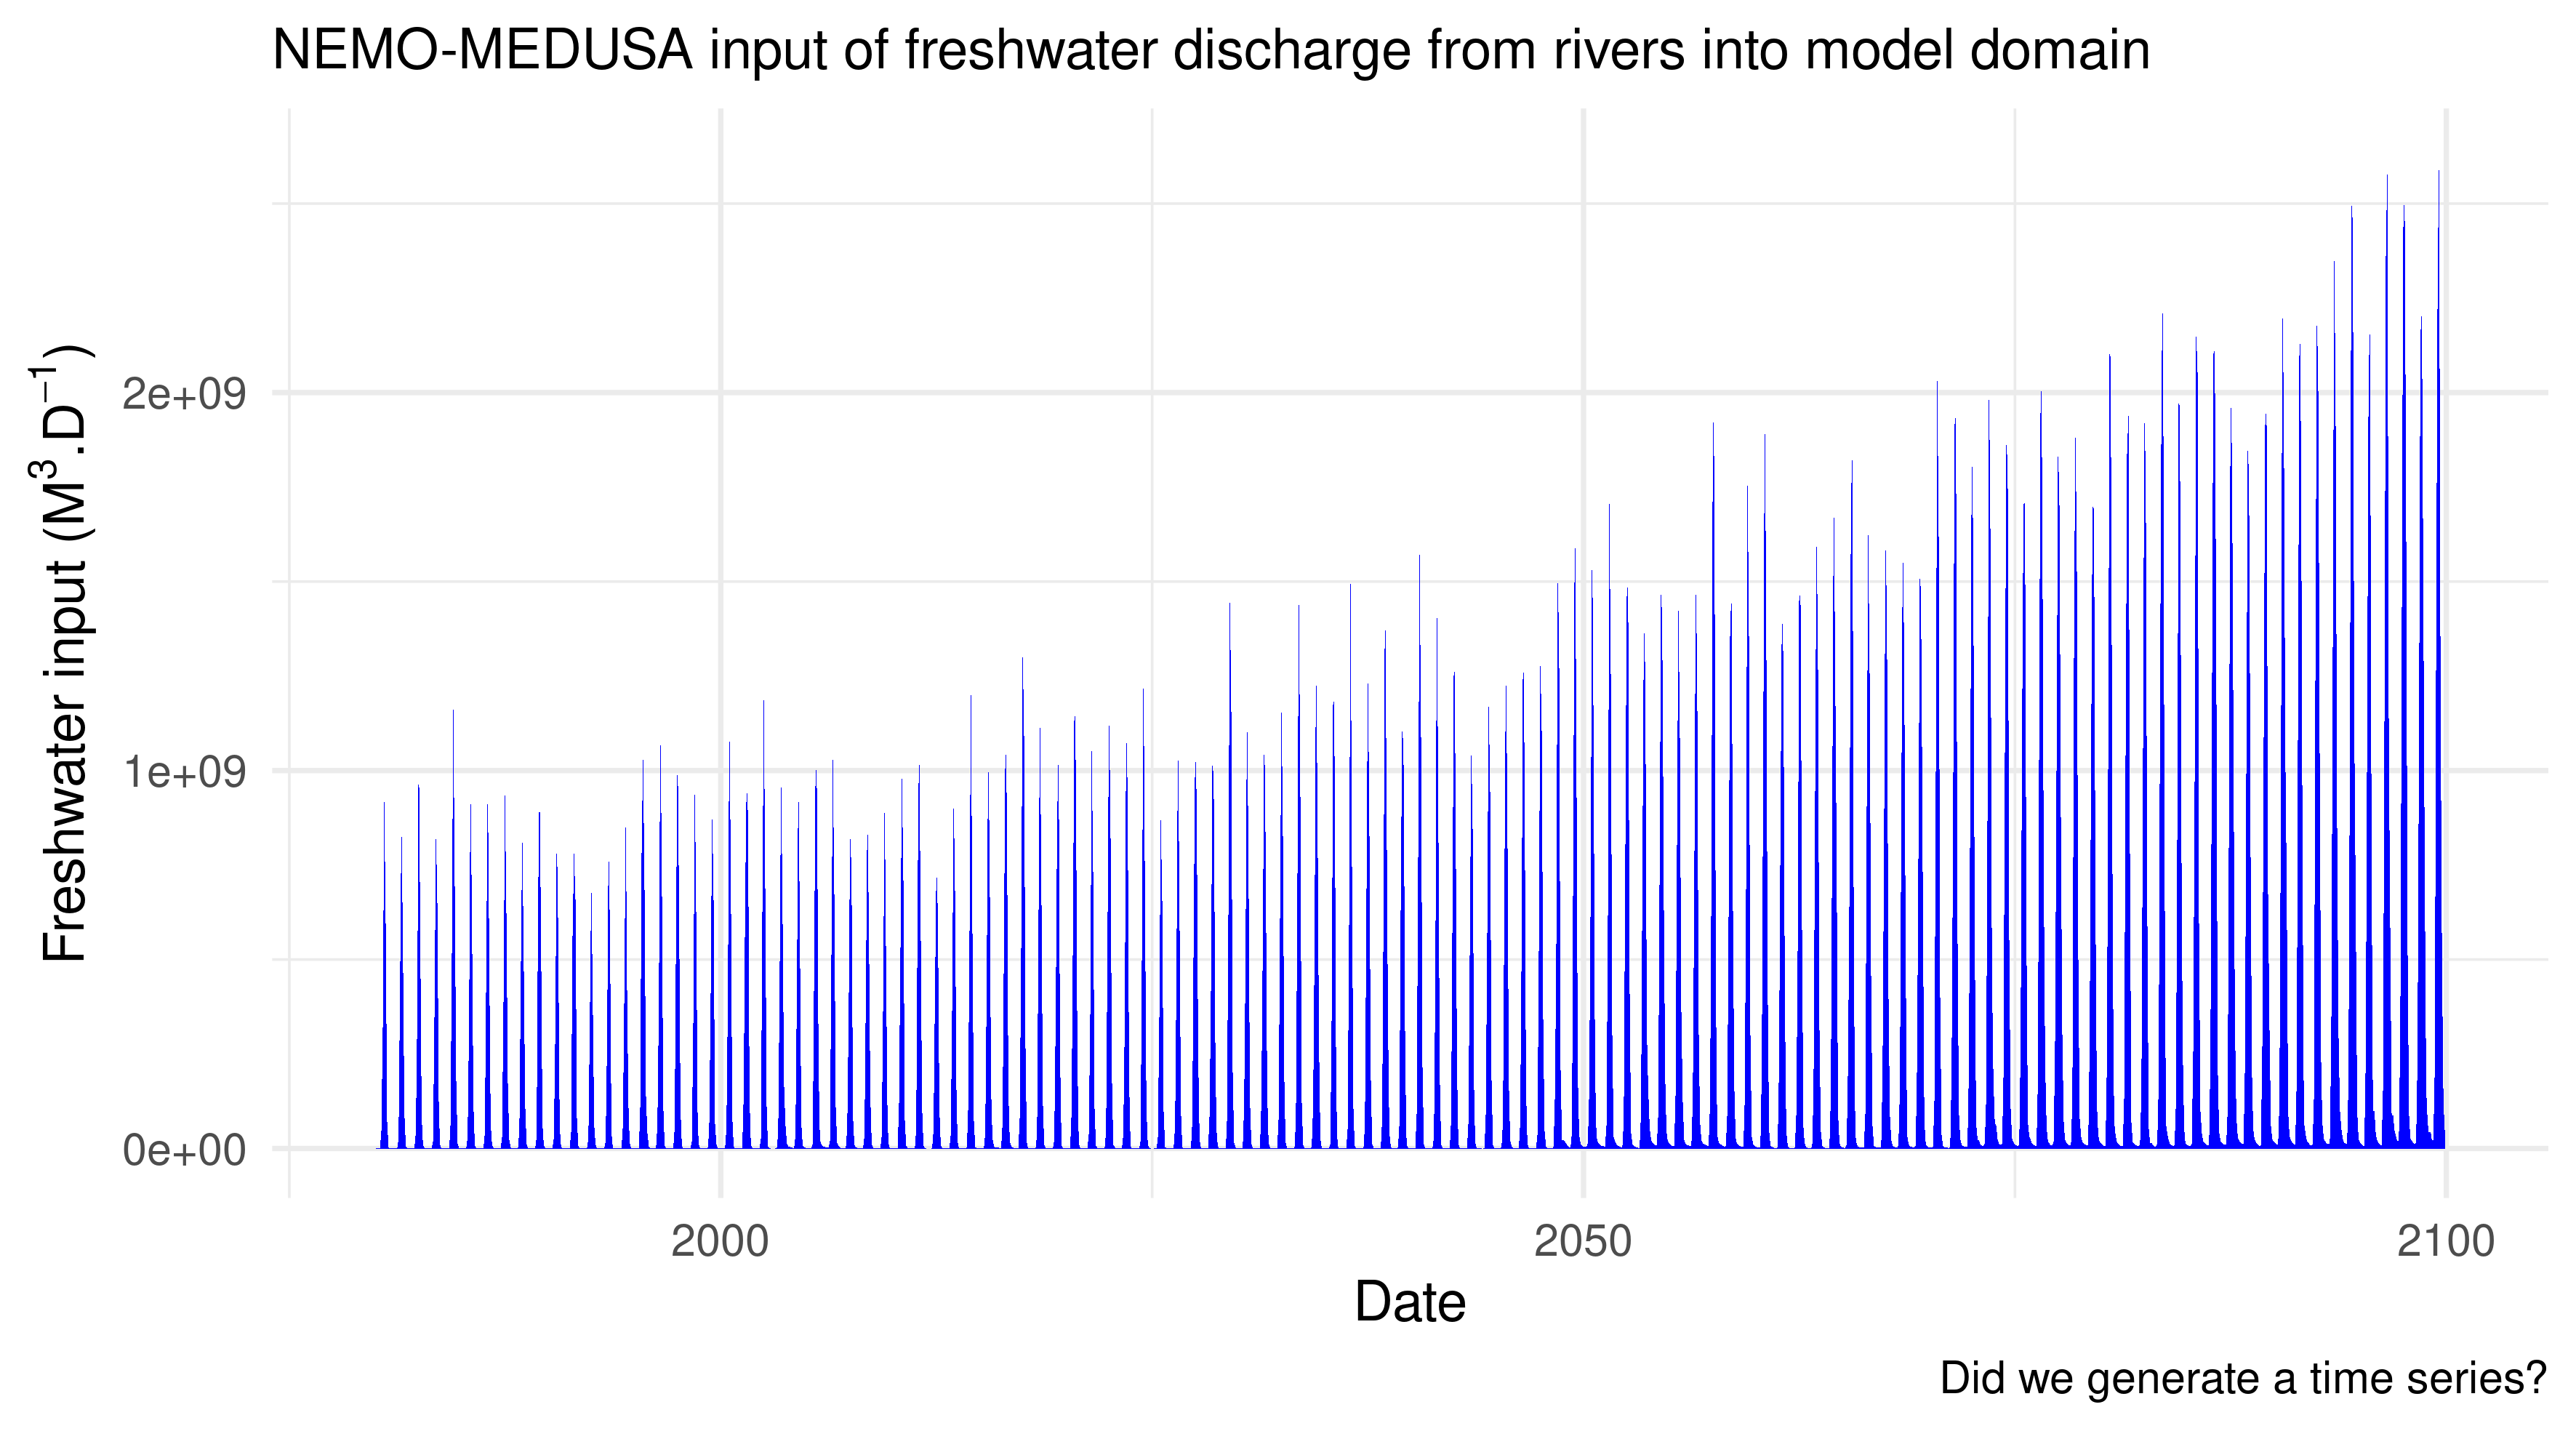 NEMO-MEDUSA input of freshwater discharge from rivers into model domain
Freshwater input (M³.D⁻¹)
2e+09
1e+09
0e+00
2000 2050 2100
Date
Did we generate a time series?